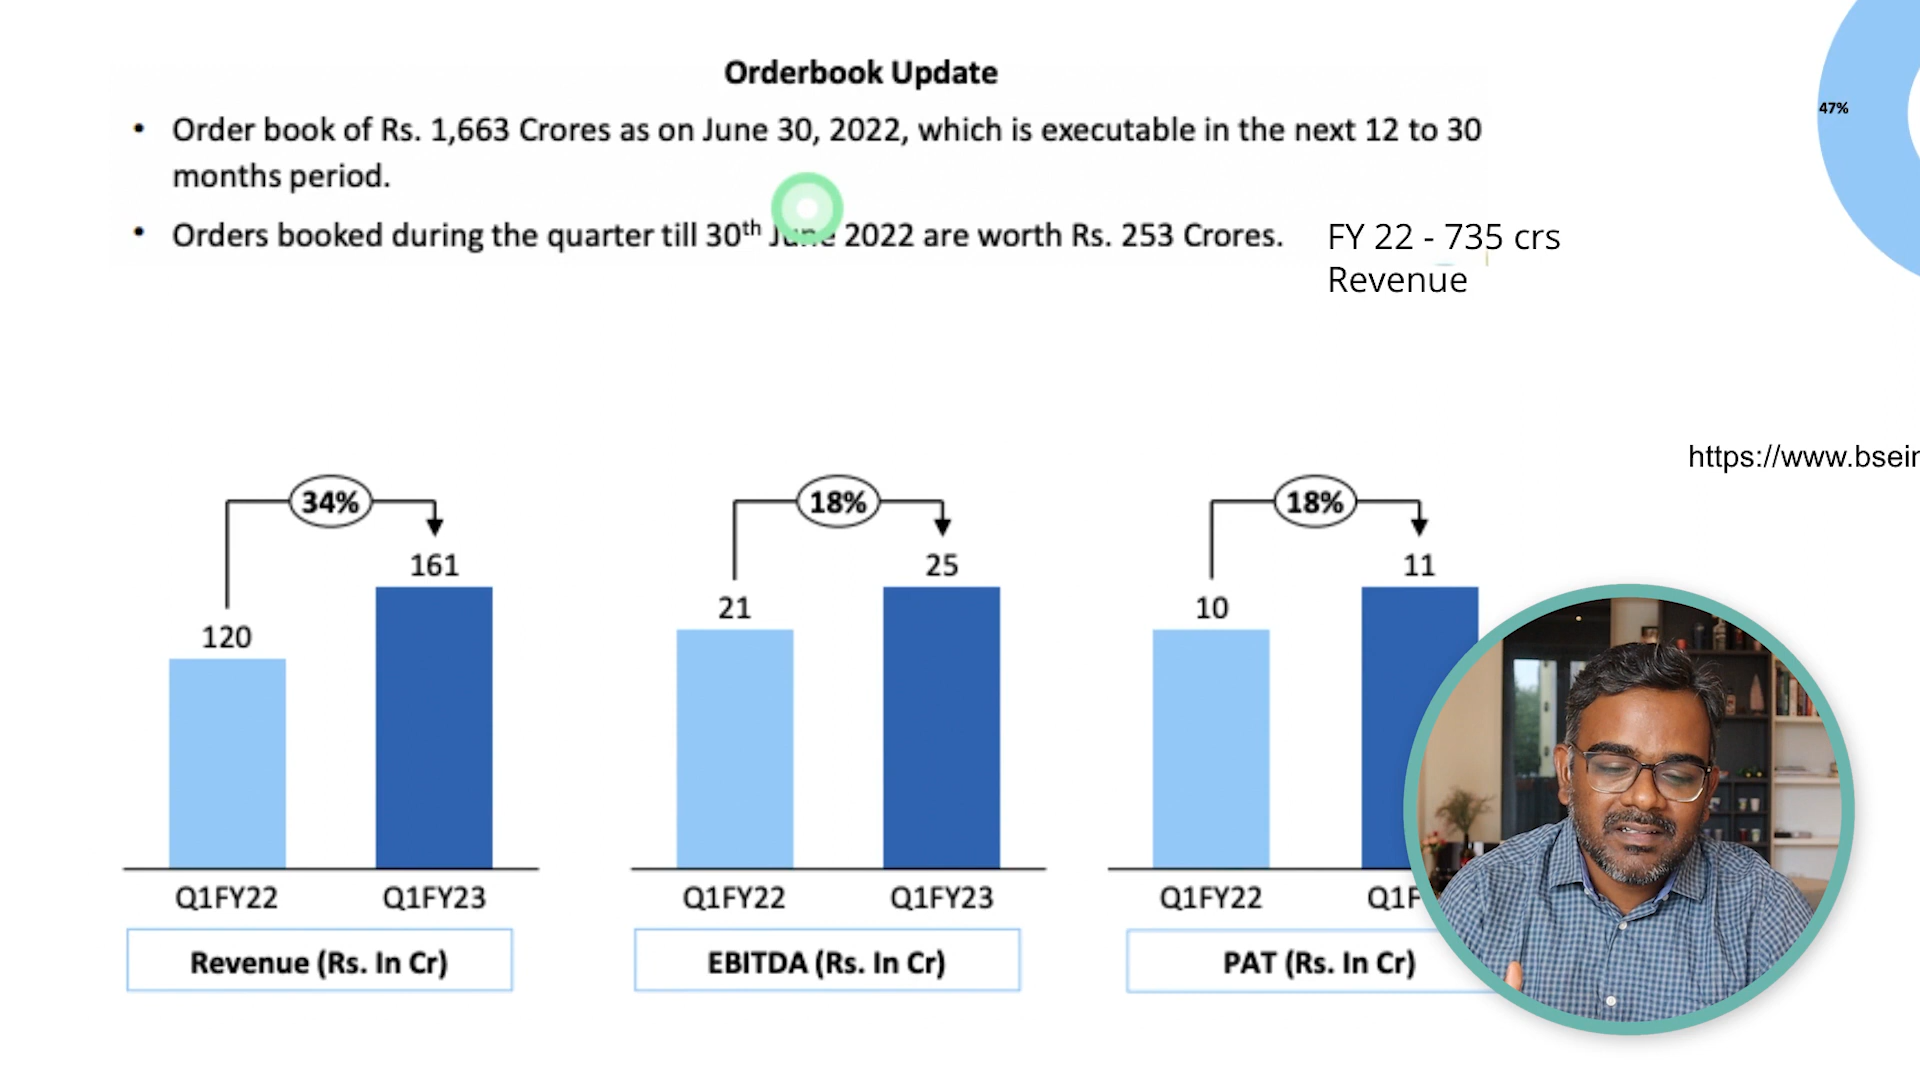 Orderbook Update
47%
• Order book of Rs. 1,663 Crores as on June 30, 2022, which is executable in the next 12 to 30
months period.
• Orders booked during the quarter till 30th June 2022 are worth Rs. 253 Crores.
FY 22 - 735 crs
Revenue
https://www.bsein
34%
18%
18%
161
25
11
120
21
10
Q1FY22
Q1FY23
Q1FY22
Q1FY23
Q1FY22
Q1F
Revenue (Rs. In Cr)
EBITDA (Rs. In Cr)
PAT (Rs. In Cr)